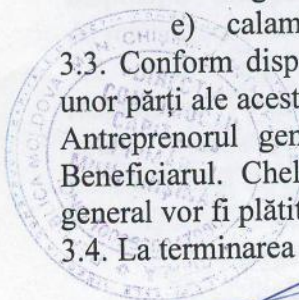 e) calam
3.3. Conform disp
unor părți ale acest
Antreprenorul gen
Beneficiarul. Chel
general vor fi plătit
3.4. La terminarea